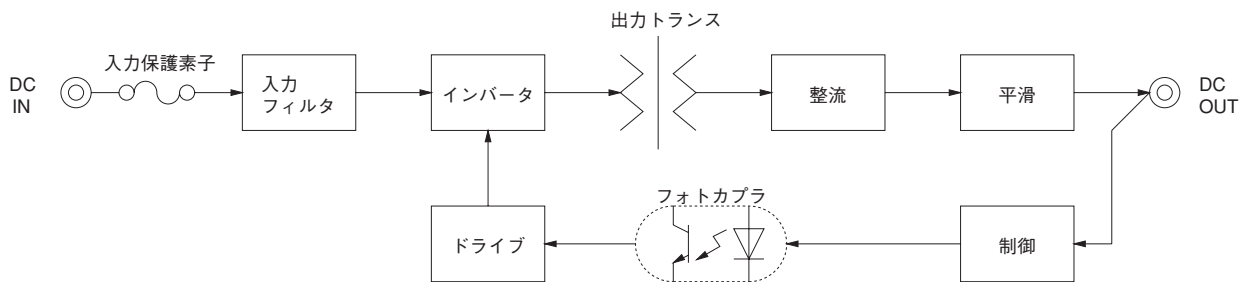 出力トランス
入力保護素子
DC
IN
入力
フィルタ
インバータ
整流
平滑
DC
OUT
フォトカプラ
ドライブ
制御